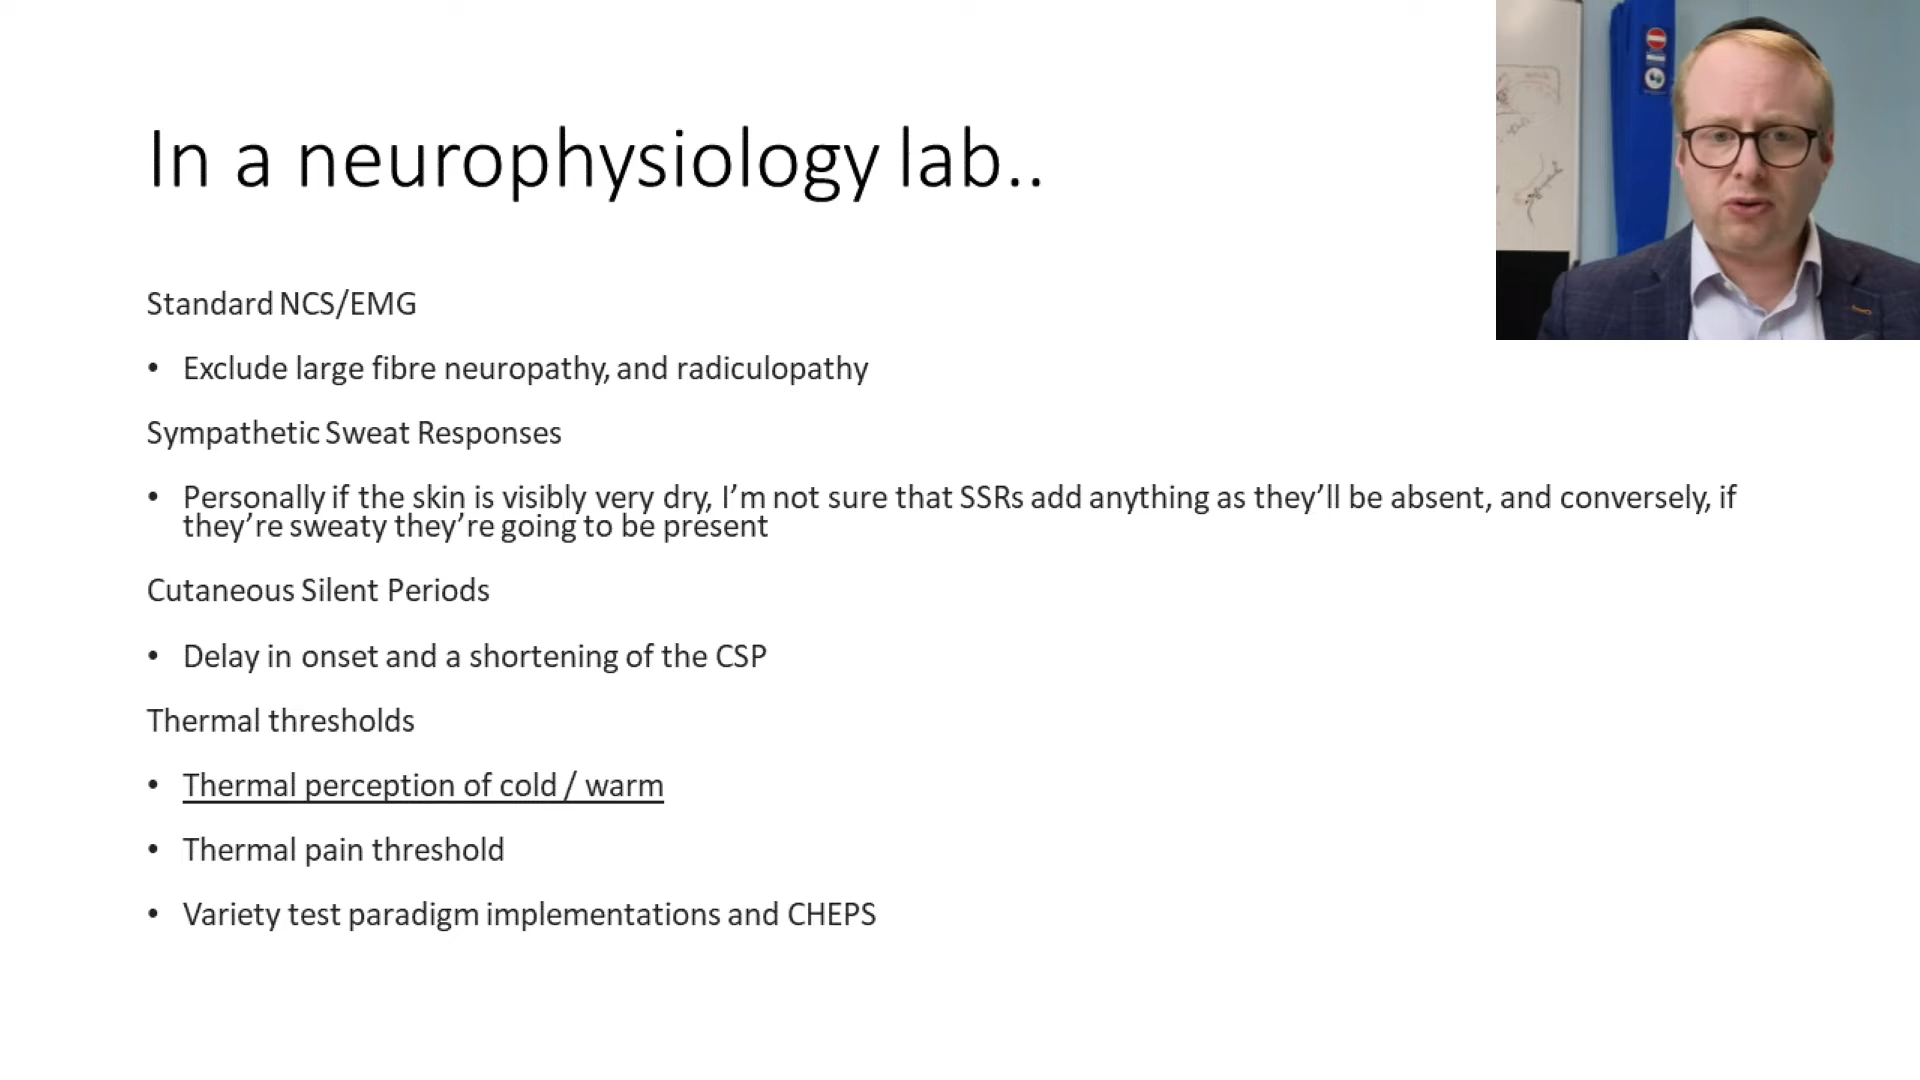 In a neurophysiology lab..
Standard NCS/EMG
• Exclude large fibre neuropathy, and radiculopathy
Sympathetic Sweat Responses
• Personally if the skin is visibly very dry, I’m not sure that SSRs add anything as they’ll be absent, and conversely, if
they’re sweaty they’re going to be present
Cutaneous Silent Periods
• Delay in onset and a shortening of the CSP
Thermal thresholds
• Thermal perception of cold / warm
• Thermal pain threshold
• Variety test paradigm implementations and CHEPS